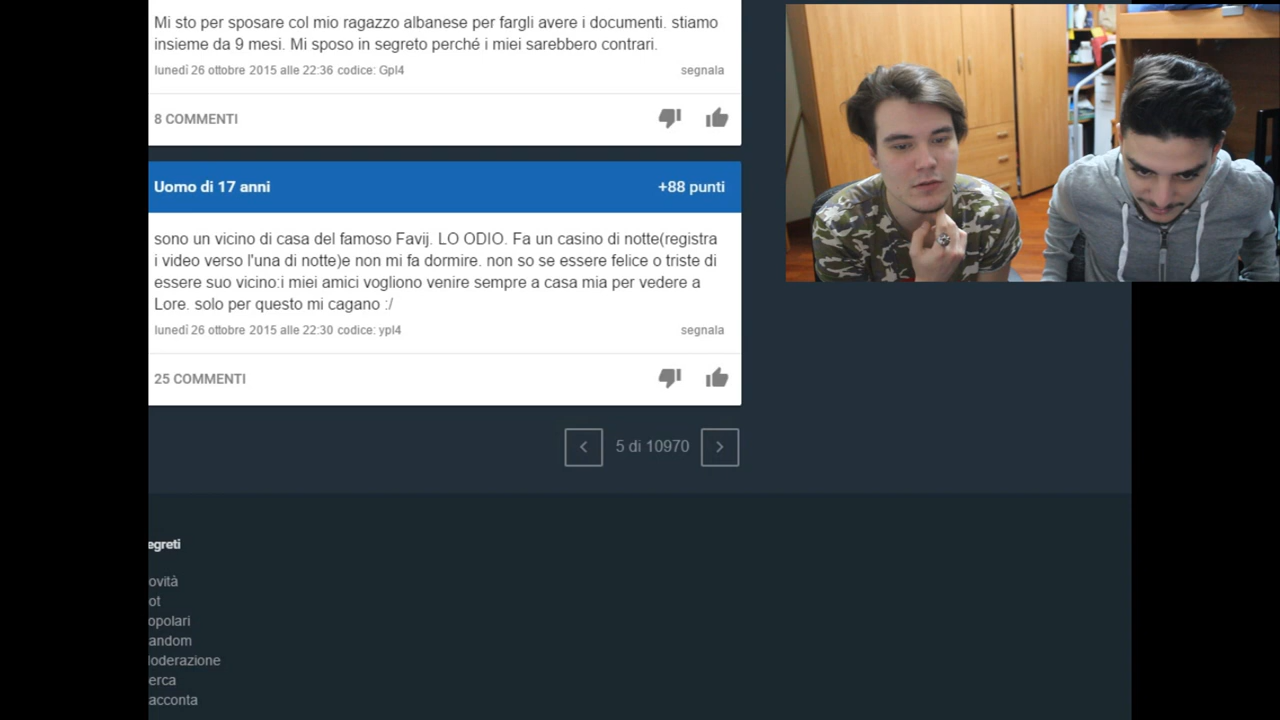 Mi sto per sposare col mio ragazzo albanese per fargli avere i documenti. stiamo
insieme da 9 mesi. Mi sposo in segreto perché i miei sarebbero contrari.
lunedì 26 ottobre 2015 alle 22:36 codice: Gpl4 segnala
8 COMMENTI
Uomo di 17 anni +88 punti
sono un vicino di casa del famoso Favij. LO ODIO. Fa un casino di notte(registra
i video verso l'una di notte)e non mi fa dormire. non so se essere felice o triste di
essere suo vicino:i miei amici vogliono venire sempre a casa mia per vedere a
Lore. solo per questo mi cagano :/
lunedì 26 ottobre 2015 alle 22:30 codice: ypl4 segnala
25 COMMENTI
5 di 10970
egreti
ovità
ot
opolari
andom
oderazione
erca
acconta